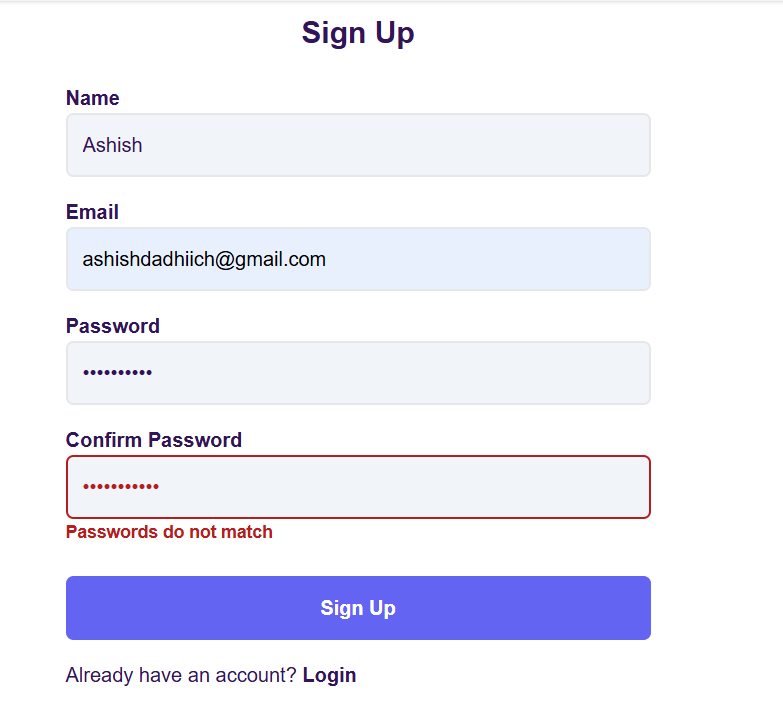 Sign Up
Name
Ashish
Email
ashishdadhiich@gmail.com
Password
••••••••••
Confirm Password
•••••••••••
Passwords do not match
Sign Up
Already have an account? Login